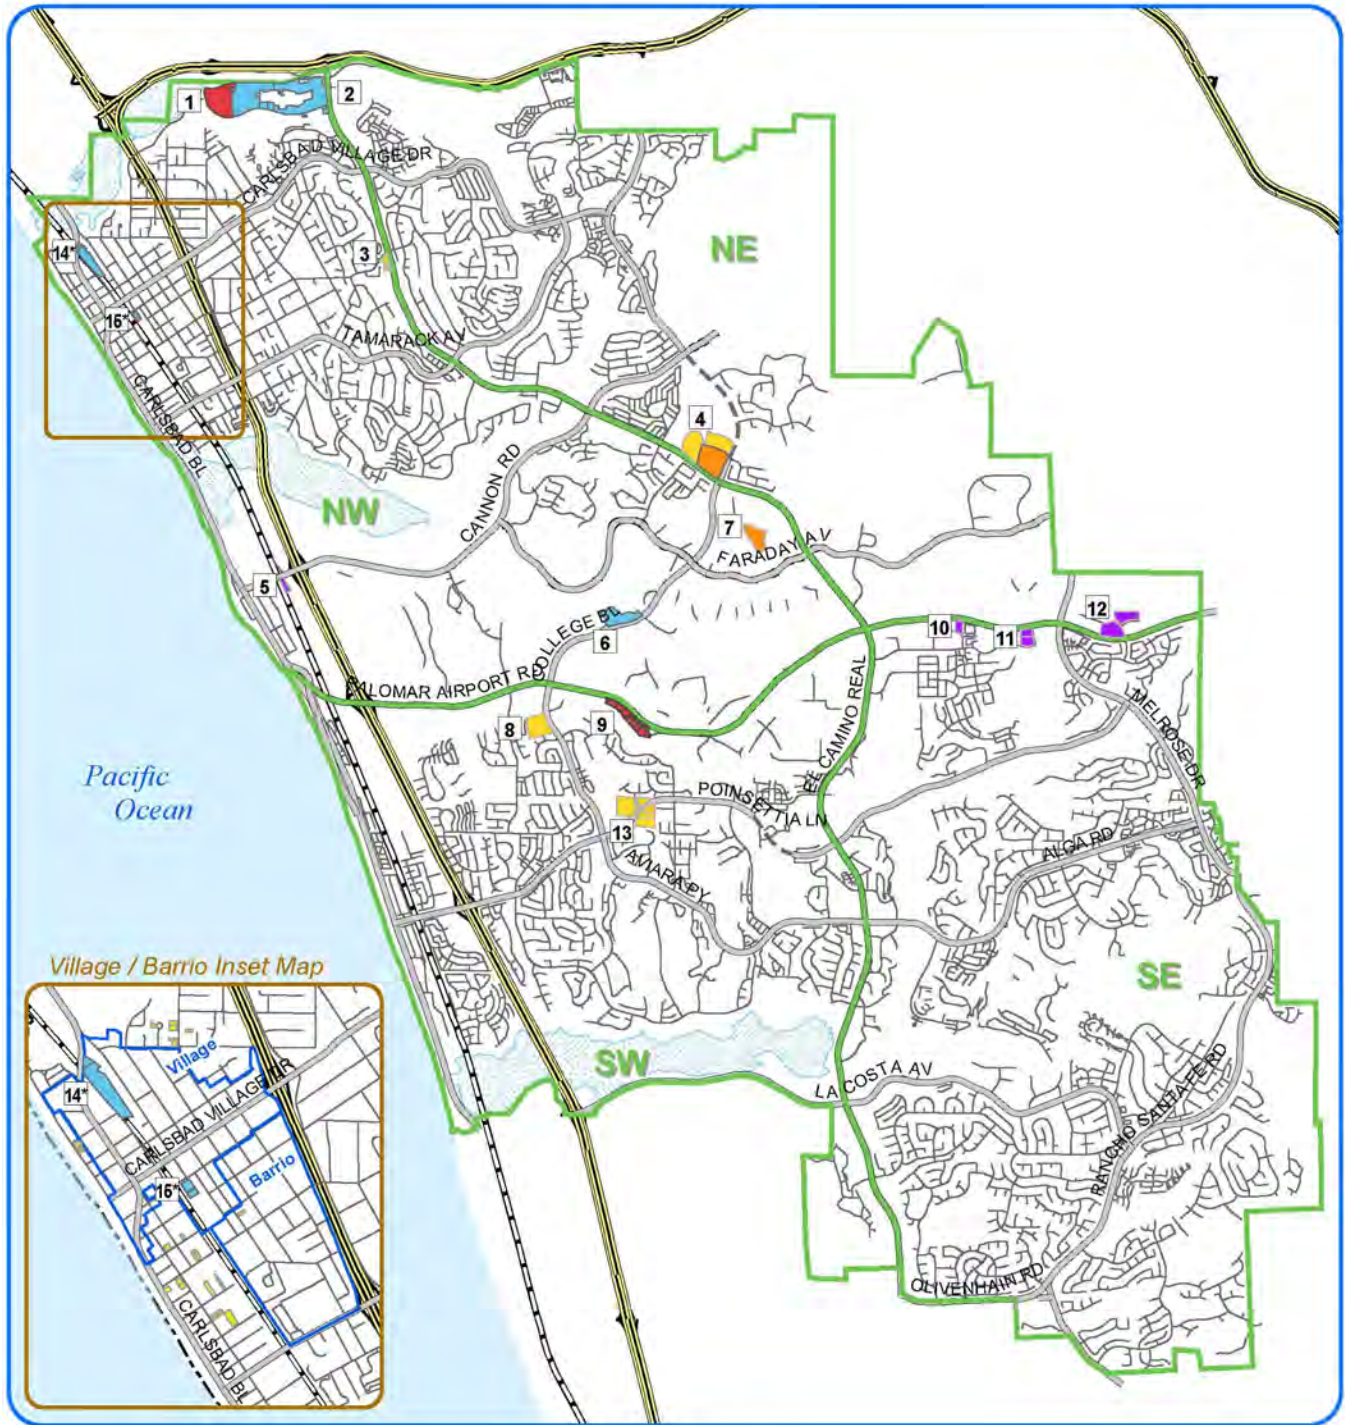 1
2
CARLSBAD VILLAGE DR
NE
3
14*
15*
TAMARACK AV
CARLSBAD BL
4
CANNON RD
NW
7
FARADAY AV
5
COLLEGE BL
6
10
11
12
PALOMAR AIRPORT RD
EL CAMINO REAL
MELROSE DR
8
9
Pacific
Ocean
POINSETTIA LN
13
ALGA RD
AVIARA PY
SE
Village / Barrio Inset Map
SW
LA COSTA AV
RANCHO SANTA FE RD
OLIVENHAIN RD
Village
14*
CARLSBAD VILLAGE DR
Barrio
15*
CARLSBAD BL